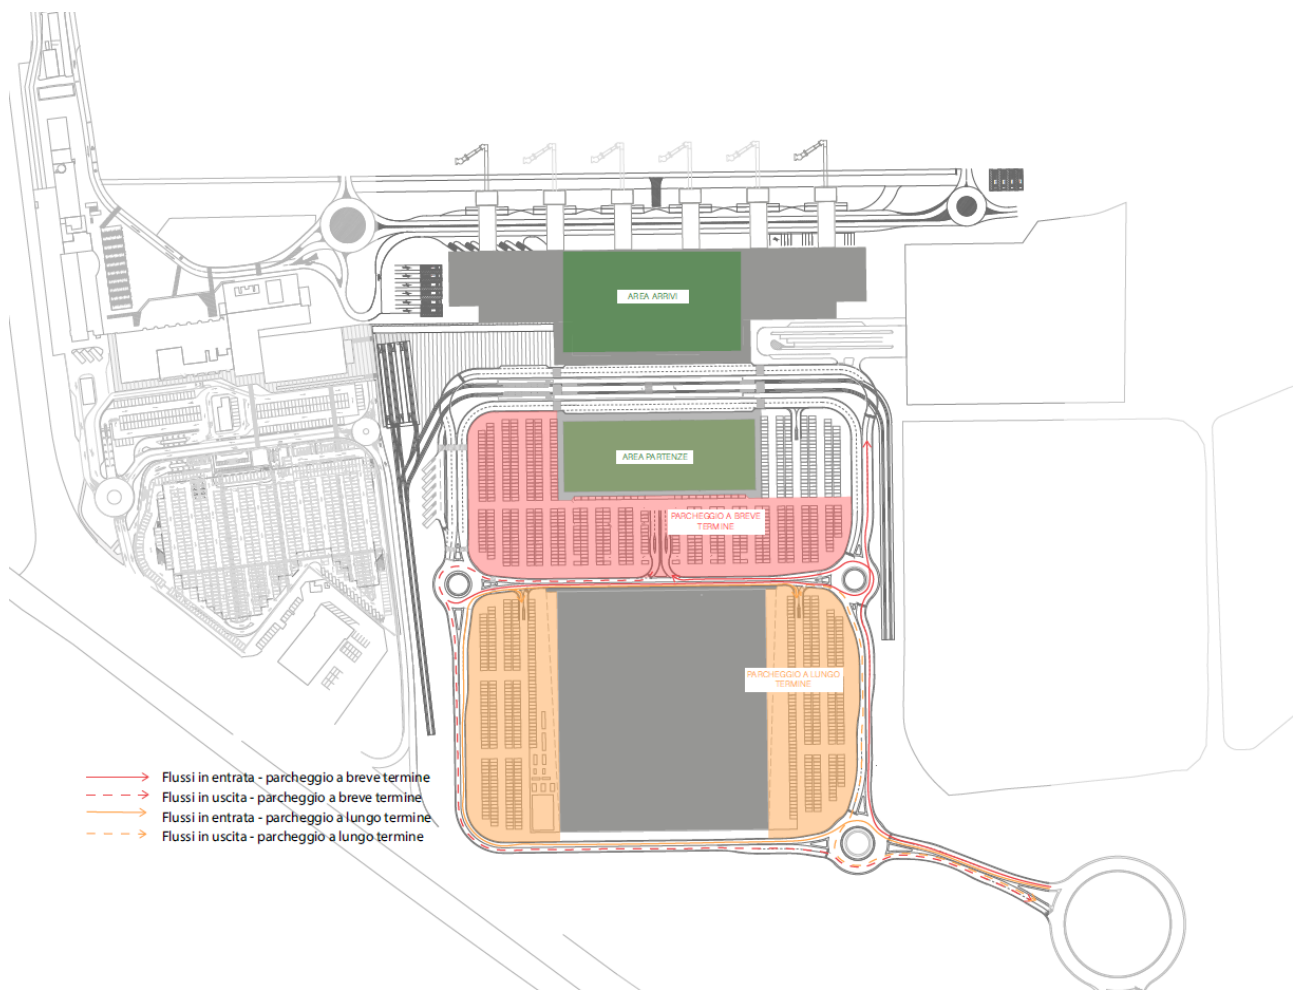 AREA ARRIVI
AREA PARTENZE
PARCHEGGIO A BREVE
TERMINE
PARCHEGGIO A LUNGO
TERMINE
Flussi in entrata - parcheggio a breve termine
Flussi in uscita - parcheggio a breve termine
Flussi in entrata - parcheggio a lungo termine
Flussi in uscita - parcheggio a lungo termine